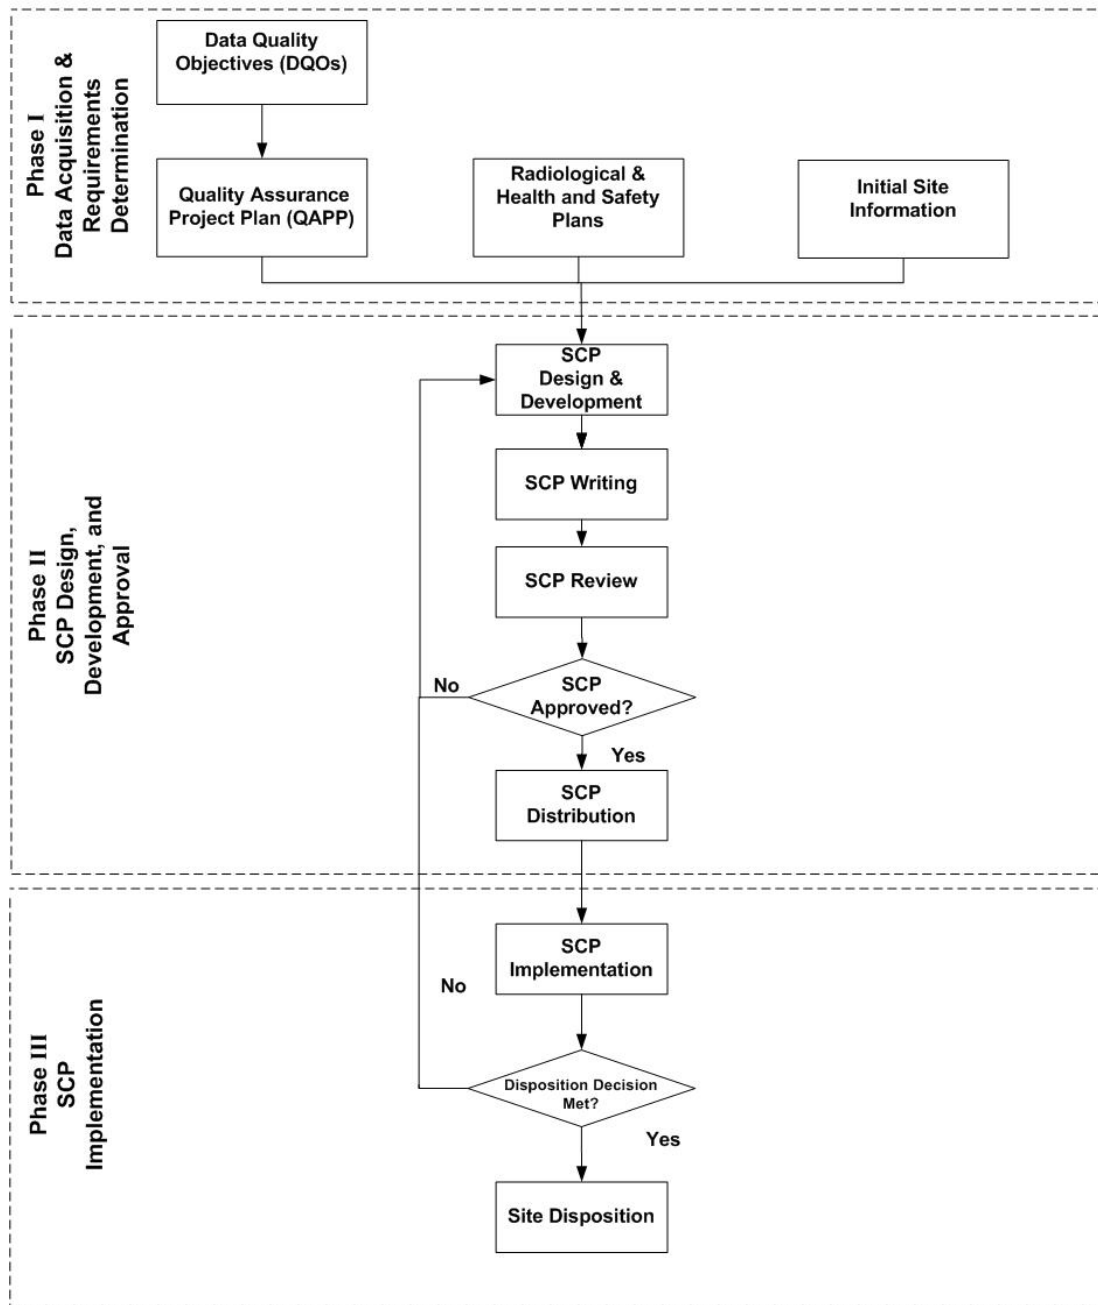 Phase I
Data Acquisition &
Requirements
Determination
Data Quality
Objectives (DQOs)
Quality Assurance
Project Plan (QAPP)
Radiological &
Health and Safety
Plans
Initial Site
Information
Phase II
SCP Design,
Development, and
Approval
SCP
Design &
Development
SCP Writing
SCP Review
SCP
Approved?
No
Yes
SCP
Distribution
Phase III
SCP
Implementation
SCP
Implementation
No
Disposition Decision
Met?
Yes
Site Disposition